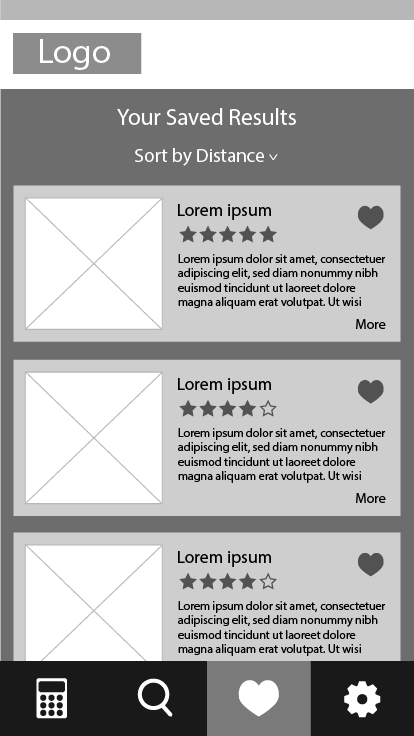 Logo
Your Saved Results
Sort by Distance
Lorem ipsum
Lorem ipsum dolor sit amet, consectetuer
adipiscing elit, sed diam nonummy nibh
euismod tincidunt ut laoreet dolore
magna aliquam erat volutpat. Ut wisi
More
Lorem ipsum
Lorem ipsum dolor sit amet, consectetuer
adipiscing elit, sed diam nonummy nibh
euismod tincidunt ut laoreet dolore
magna aliquam erat volutpat. Ut wisi
More
Lorem ipsum
Lorem ipsum dolor sit amet, consectetuer
adipiscing elit, sed diam nonummy nibh
euismod tincidunt ut laoreet dolore
magna aliquam erat volutpat. Ut wisi